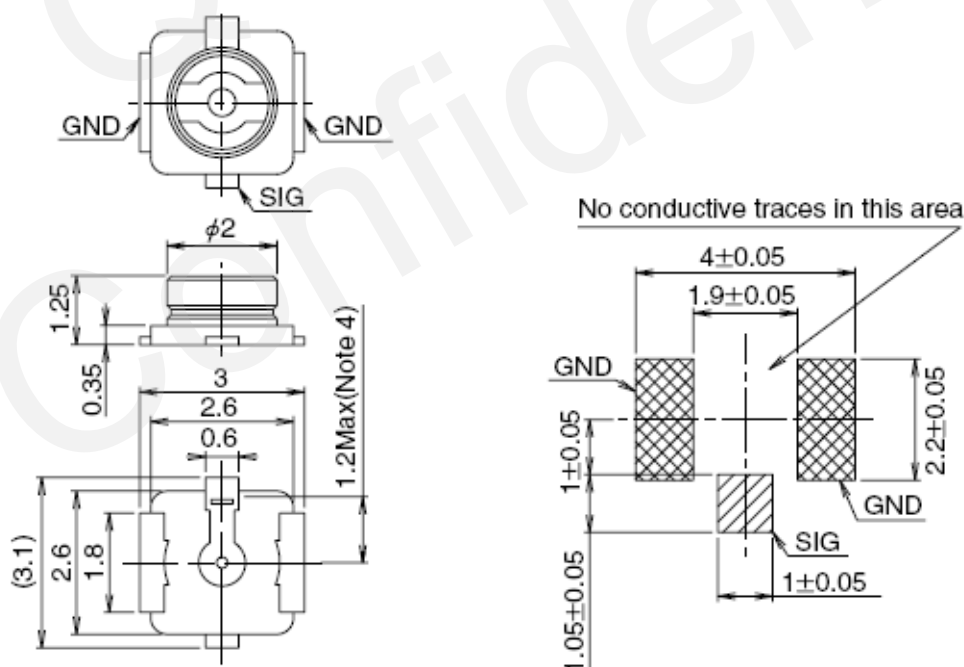 Confiden
GND
GND
SIG
ϕ2
1.25
0.35
3
2.6
0.6
1.2Max(Note 4)
(3.1)
2.6
1.8
No conductive traces in this area
4±0.05
1.9±0.05
GND
1±0.05
2.2±0.05
GND
SIG
1±0.05
1.05±0.05